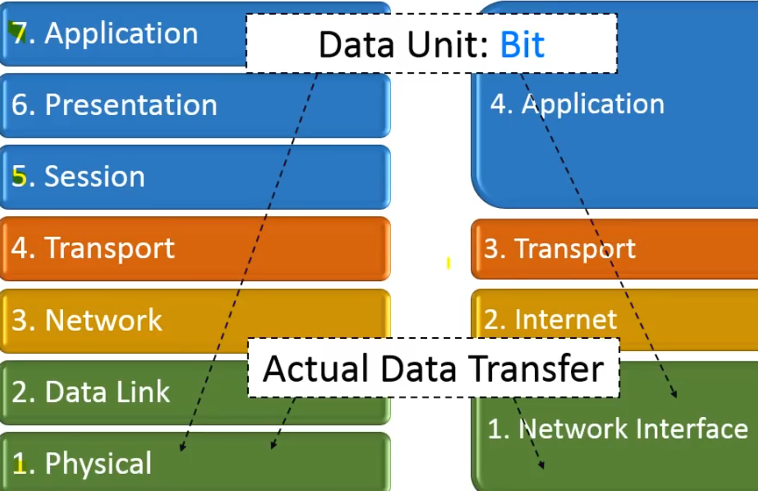 7. Application
Data Unit: Bit
6. Presentation
4. Application
5. Session
4. Transport
3. Transport
3. Network
2. Internet
Actual Data Transfer
2. Data Link
1. Network Interface
1. Physical